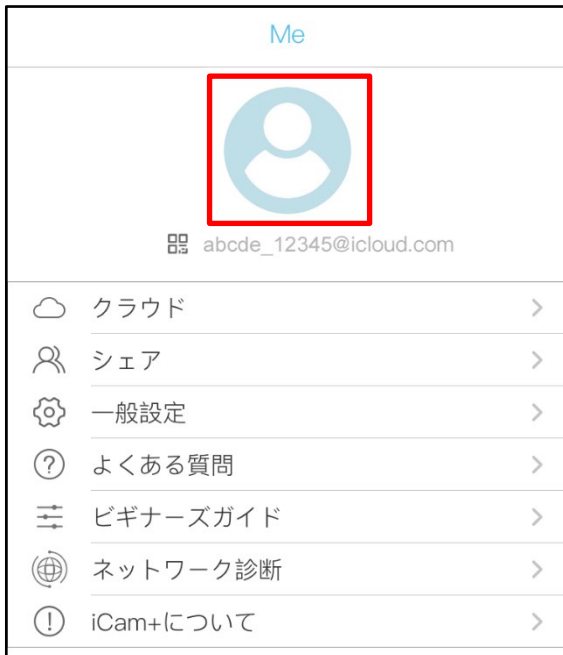 Me
abcde_12345@icloud.com
クラウド
シェア
一般設定
よくある質問
ビギナーズガイド
ネットワーク診断
iCam+について